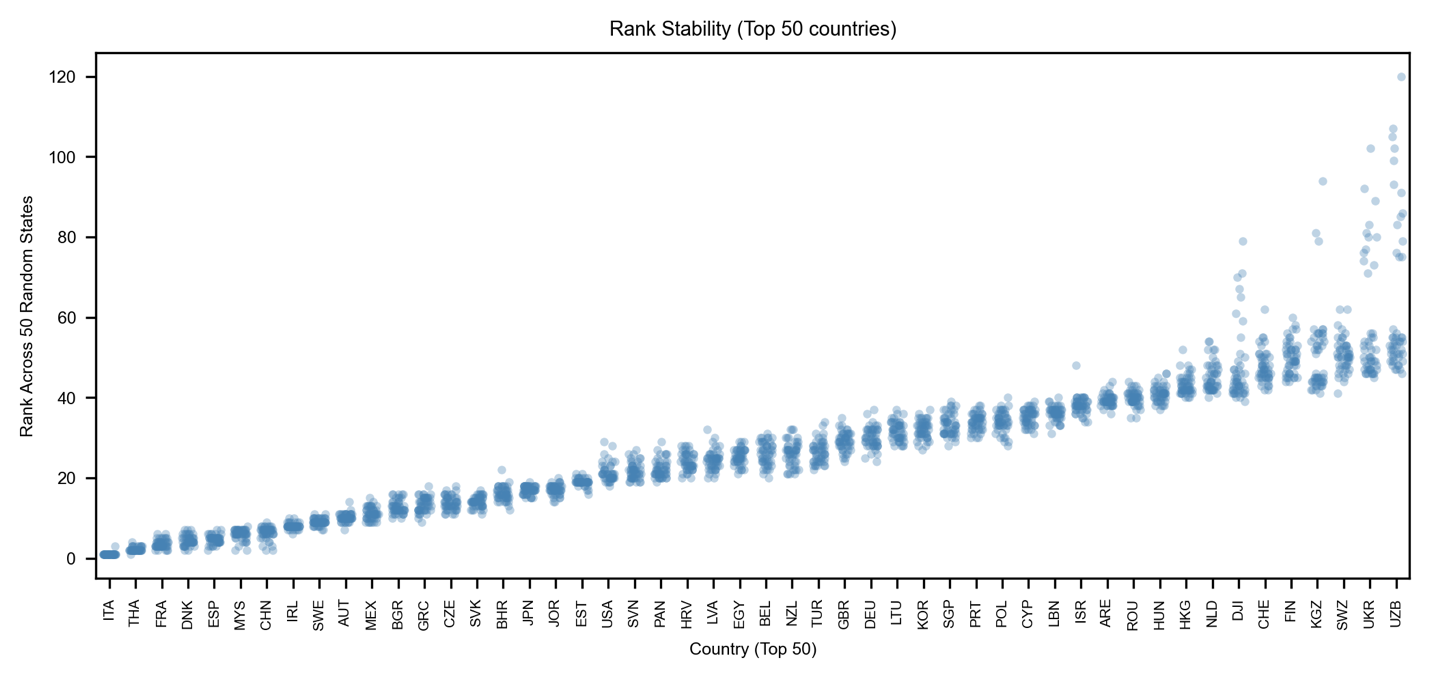 Rank Stability (Top 50 countries)
Rank Across 50 Random States
120
100
80
60
40
20
0
ITA THA FRA DNK ESP MYS CHN IRL SWE AUT MEX BGR GRC CZE SVK BHR JPN JOR EST USA SVN PAN HRV LVA EGY BEL NZL TUR GBR DEU LTU KOR SGP PRT POL CYP LBN ISR ARE ROU HUN HKG NLD DJI CHE FIN KGZ SWZ UKR UZB
Country (Top 50)